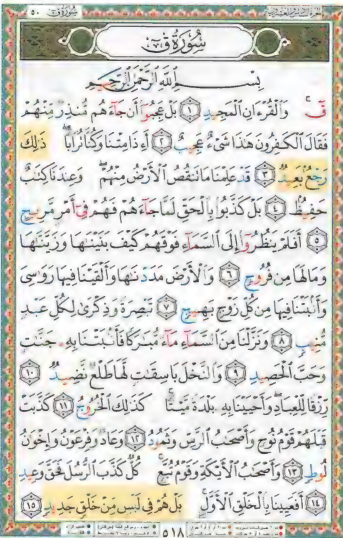 سُورَةُ قٓ ٥٠
سُورَةُ قٓ
بِسْمِ ٱللَّهِ ٱلرَّحْمَٰنِ ٱلرَّحِيمِ
قٓ ۚ وَٱلْقُرْءَانِ ٱلْمَجِيدِ ١ بَلْ عَجِبُوٓا۟ أَن جَآءَهُم مُّنذِرٌ مِّنْهُمْ
فَقَالَ ٱلْكَٰفِرُونَ هَٰذَا شَىْءٌ عَجِيبٌ ٢ أَءِذَا مِتْنَا وَكُنَّا تُرَابًا ۖ ذَٰلِكَ
رَجْعٌۢ بَعِيدٌ ٣ قَدْ عَلِمْنَا مَا تَنقُصُ ٱلْأَرْضُ مِنْهُمْ ۖ وَعِندَنَا كِتَٰبٌ
حَفِيظٌۢ ٤ بَلْ كَذَّبُوا۟ بِٱلْحَقِّ لَمَّا جَآءَهُمْ فَهُمْ فِىٓ أَمْرٍ مَّرِيجٍ
٥ أَفَلَمْ يَنظُرُوٓا۟ إِلَى ٱلسَّمَآءِ فَوْقَهُمْ كَيْفَ بَنَيْنَٰهَا وَزَيَّنَّٰهَا
وَمَا لَهَا مِن فُرُوجٍ ٦ وَٱلْأَرْضَ مَدَدْنَٰهَا وَأَلْقَيْنَا فِيهَا رَوَٰسِىَ
وَأَنۢبَتْنَا فِيهَا مِن كُلِّ زَوْجٍۭ بَهِيجٍ ٧ تَبْصِرَةً وَذِكْرَىٰ لِكُلِّ عَبْدٍ
مُّنِيبٍ ٨ وَنَزَّلْنَا مِنَ ٱلسَّمَآءِ مَآءً مُّبَٰرَكًا فَأَنۢبَتْنَا بِهِۦ جَنَّٰتٍ
وَحَبَّ ٱلْحَصِيدِ ٩ وَٱلنَّخْلَ بَاسِقَٰتٍ لَّهَا طَلْعٌ نَّضِيدٌ ١٠
رِّزْقًا لِّلْعِبَادِ ۖ وَأَحْيَيْنَا بِهِۦ بَلْدَةً مَّيْتًا ۚ كَذَٰلِكَ ٱلْخُرُوجُ ١١ كَذَّبَتْ
قَبْلَهُمْ قَوْمُ نُوحٍ وَأَصْحَٰبُ ٱلرَّسِّ وَثَمُودُ ١٢ وَعَادٌ وَفِرْعَوْنُ وَإِخْوَٰنُ
لُوطٍ ١٣ وَأَصْحَٰبُ ٱلْأَيْكَةِ وَقَوْمُ تُبَّعٍ ۚ كُلٌّ كَذَّبَ ٱلرُّسُلَ فَحَقَّ وَعِيدِ
١٤ أَفَعَيِينَا بِٱلْخَلْقِ ٱلْأَوَّلِ ۚ بَلْ هُمْ فِى لَبْسٍ مِّنْ خَلْقٍ جَدِيدٍ ١٥
٥١٨